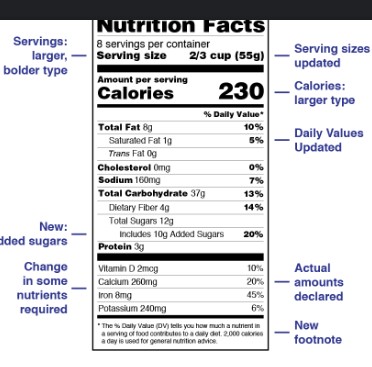 Nutrition Facts
8 servings per container
Serving size 2/3 cup (55g)
Amount per serving
Calories 230
% Daily Value*
Total Fat 8g 10%
Saturated Fat 1g 5%
Trans Fat 0g
Cholesterol 0mg 0%
Sodium 160mg 7%
Total Carbohydrate 37g 13%
Dietary Fiber 4g 14%
Total Sugars 12g
Includes 10g Added Sugars 20%
Protein 3g
Vitamin D 2mcg 10%
Calcium 260mg 20%
Iron 8mg 45%
Potassium 240mg 6%
* The % Daily Value (DV) tells you how much a nutrient in
a serving of food contributes to a daily diet. 2,000 calories
a day is used for general nutrition advice.
Servings:
larger,
bolder type
New:
dded sugars
Change
in some
nutrients
required
Serving sizes
updated
Calories:
larger type
Daily Values
Updated
Actual
amounts
declared
New
footnote